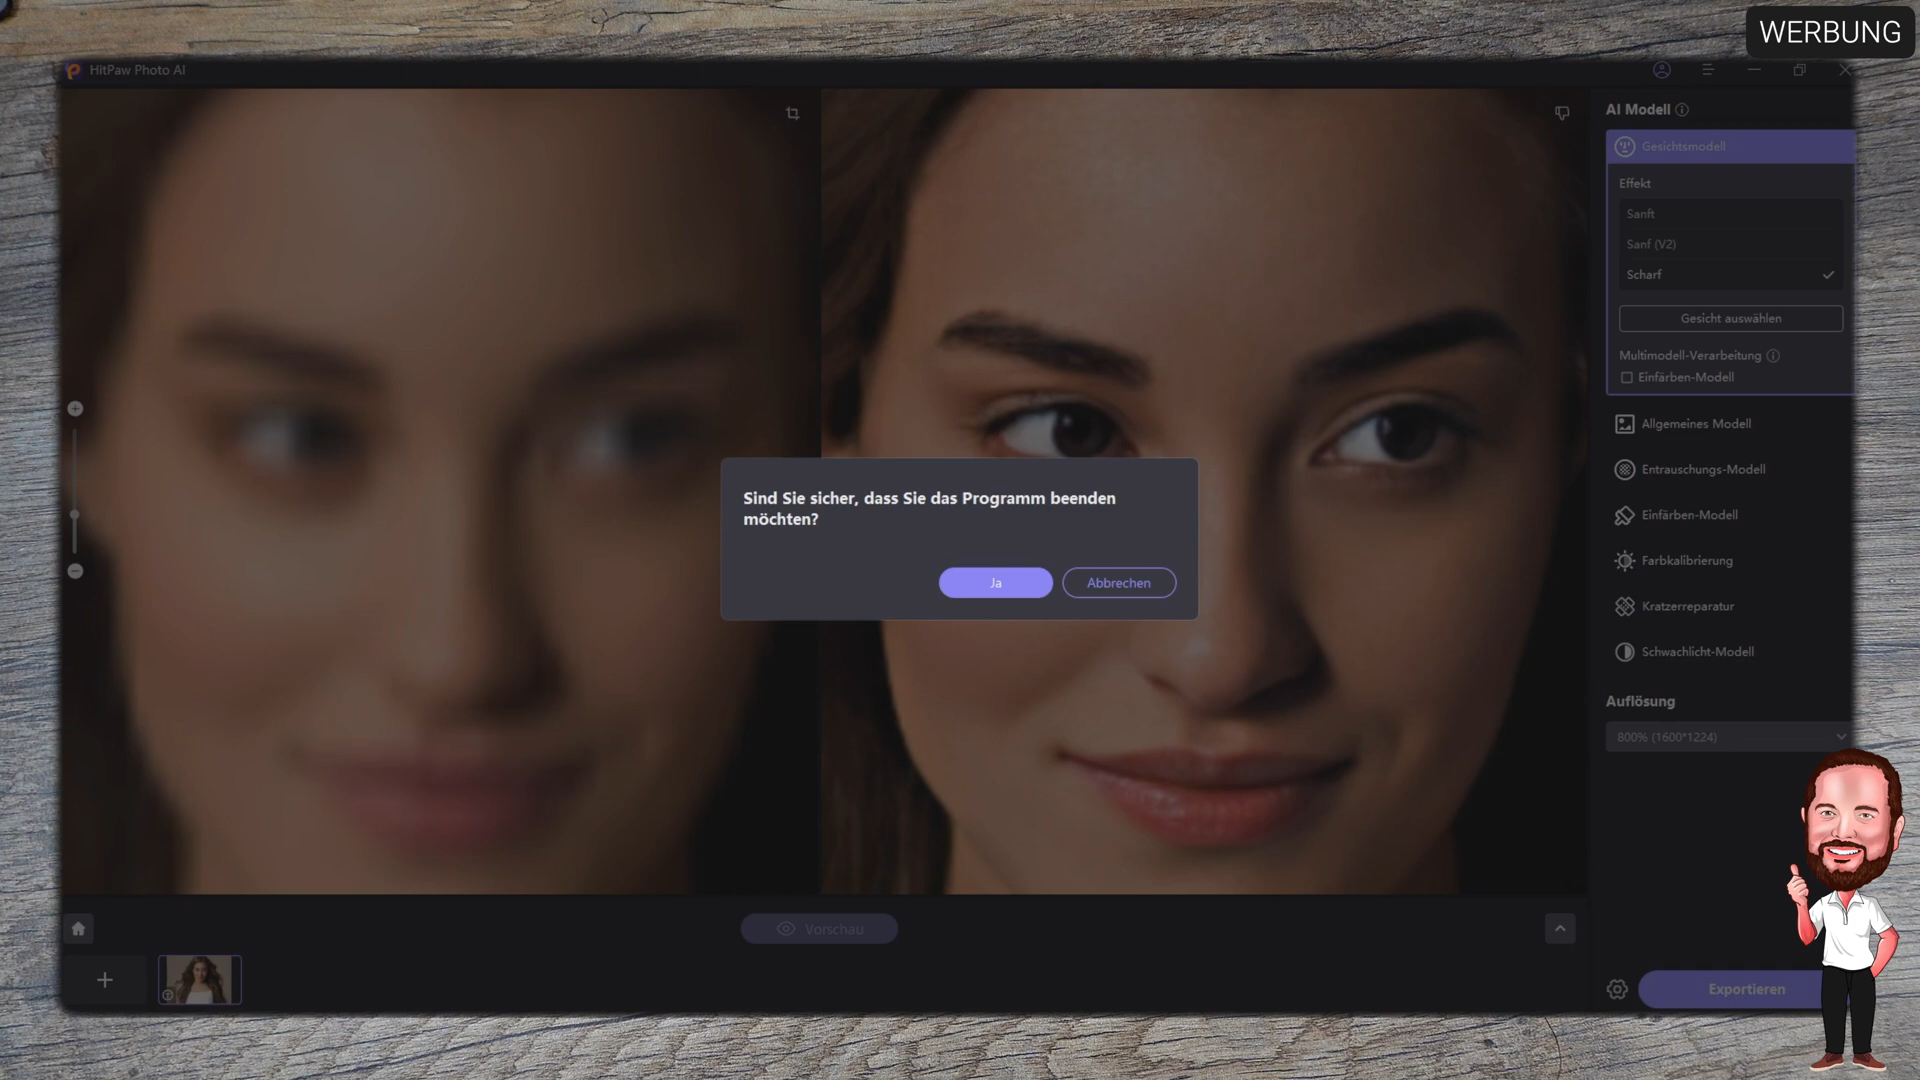 WERBUNG
HitPaw Photo AI
AI Modell
Gesichtsmodell
Effekt
Sanft
Sanf (V2)
Scharf
Gesicht auswählen
Multimodell-Verarbeitung
Einfärben-Modell
Allgemeines Modell
Entrauschungs-Modell
Einfärben-Modell
Farbkalibrierung
Kratzerreparatur
Schwachlicht-Modell
Auflösung
800% (1600*1224)
Sind Sie sicher, dass Sie das Programm beenden
möchten?
Ja
Abbrechen
Vorschau
Exportieren